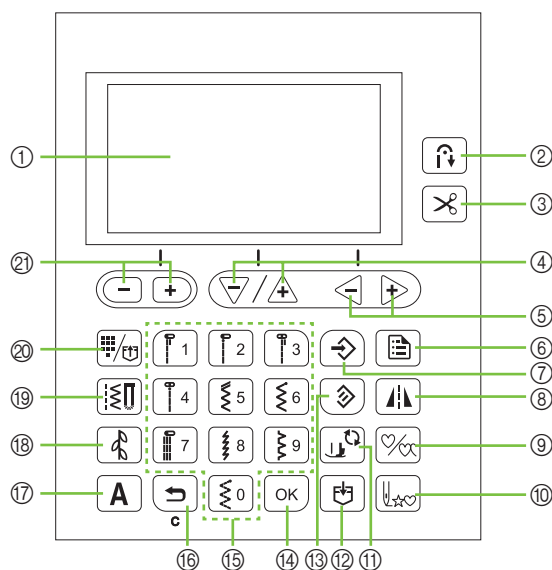 ①
②
③
㉑ − + − / + ④
− + ⑤
⑳ / 1 2 3 ⑥
⑦
⑲ 4 5 6 ⑧
⑱ 7 8 9 ⑨
⑰ A 0 OK ⑩
C
⑯ ⑮ ⑭ ⑬ ⑫ ⑪